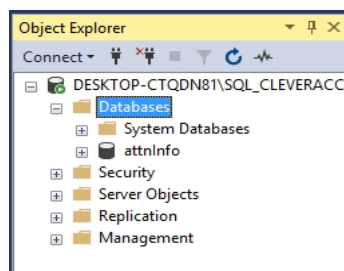 Object Explorer
Connect
DESKTOP-CTQDN81\SQL_CLEVERACC
Databases
System Databases
attnInfo
Security
Server Objects
Replication
Management